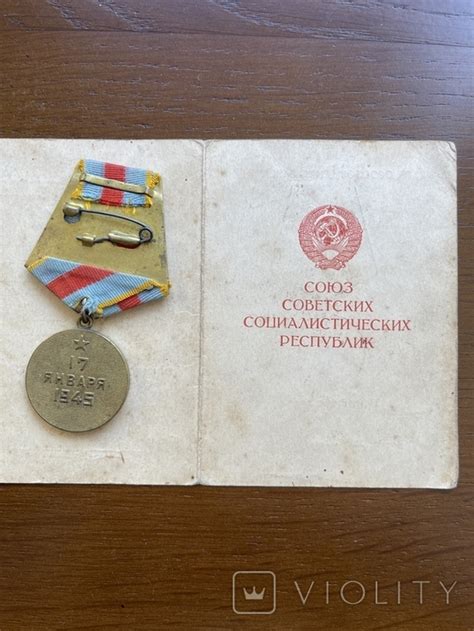 17
ЯНВАРЯ
1945
СОЮЗ
СОВЕТСКИХ
СОЦИАЛИСТИЧЕСКИХ
РЕСПУБЛИК
VIOLITY